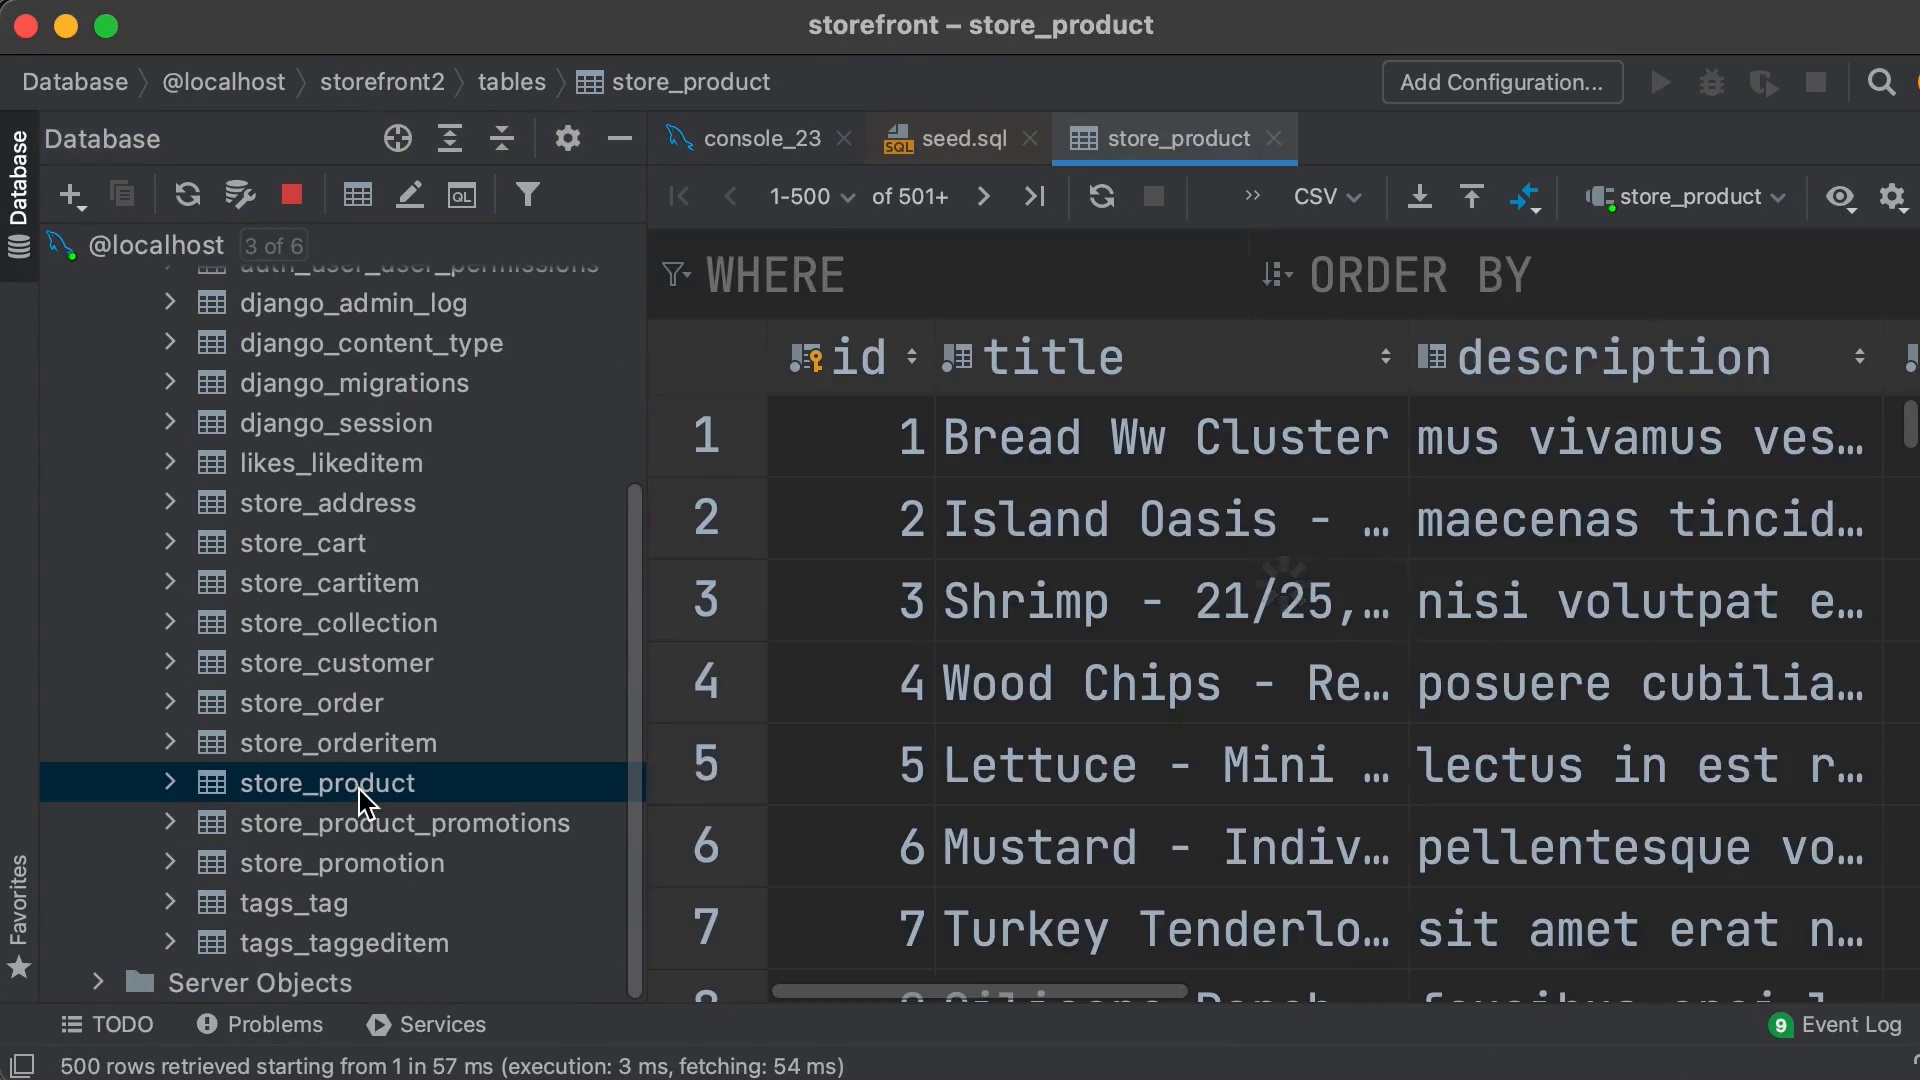 storefront – store_product
Database
@localhost
storefront2
tables
store_product
Add Configuration...
Database
Database
console_23
seed.sql
store_product
1-500
of 501+
CSV
store_product
@localhost 3 of 6
WHERE
ORDER BY
auth_user_user_permissions
django_admin_log
django_content_type
django_migrations
django_session
likes_likeditem
store_address
store_cart
store_cartitem
store_collection
store_customer
store_order
store_orderitem
store_product
store_product_promotions
store_promotion
tags_tag
tags_taggeditem
Server Objects
id title description
1 1 Bread Ww Cluster mus vivamus ves…
2 2 Island Oasis - … maecenas tincid…
3 3 Shrimp - 21/25,… nisi volutpat e…
4 4 Wood Chips - Re… posuere cubilia…
5 5 Lettuce - Mini … lectus in est r…
6 6 Mustard - Indiv… pellentesque vo…
7 7 Turkey Tenderlo… sit amet erat n…
Favorites
TODO
Problems
Services
9 Event Log
500 rows retrieved starting from 1 in 57 ms (execution: 3 ms, fetching: 54 ms)